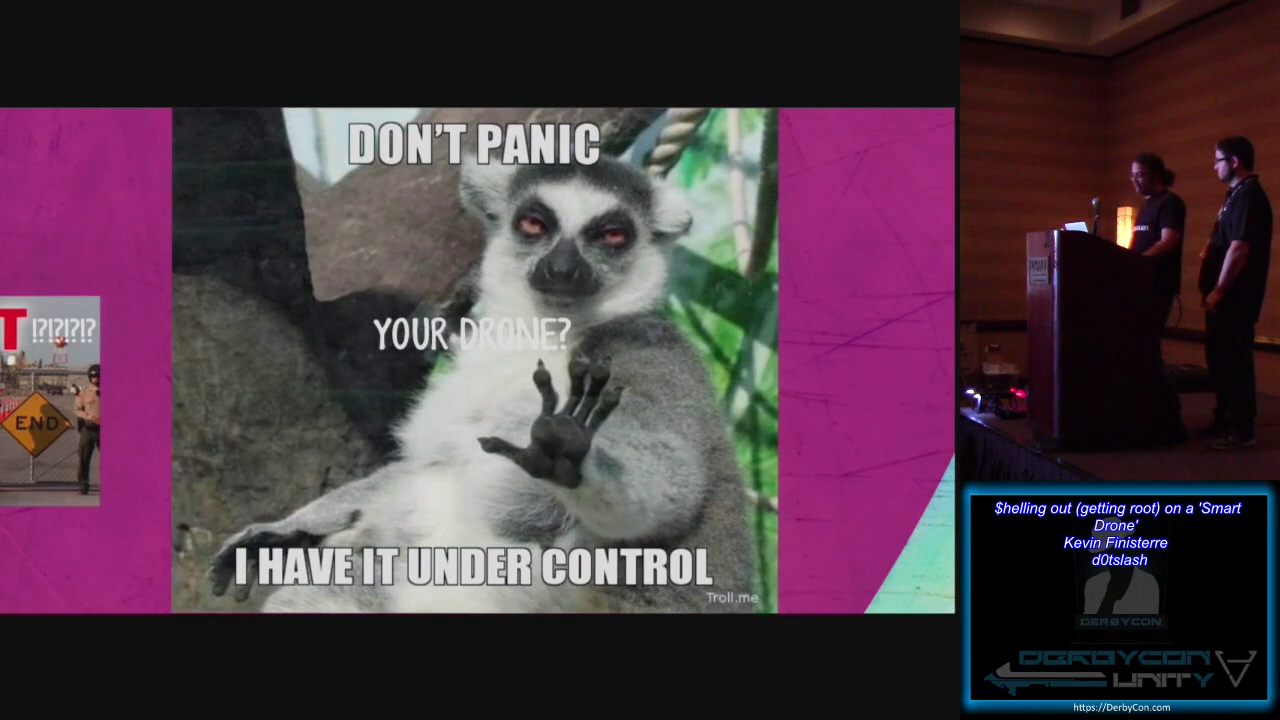 DON'T PANIC
YOUR DRONE?
I HAVE IT UNDER CONTROL
Troll.me
T !?!?!?!?
END
$helling out (getting root) on a 'Smart
Drone'
Kevin Finisterre
d0tslash
DERBYCON
DERBYCON
UNITY
https://DerbyCon.com